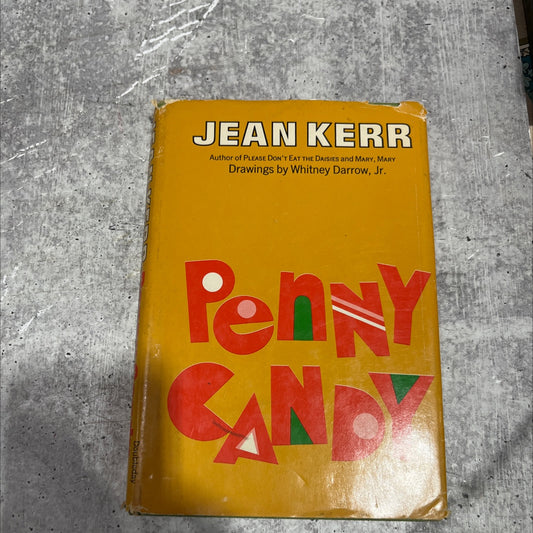 JEAN KERR
Author of PLEASE DON'T EAT THE DAISIES and MARY, MARY
Drawings by Whitney Darrow, Jr.
PENNY
CANDY
Doubleday